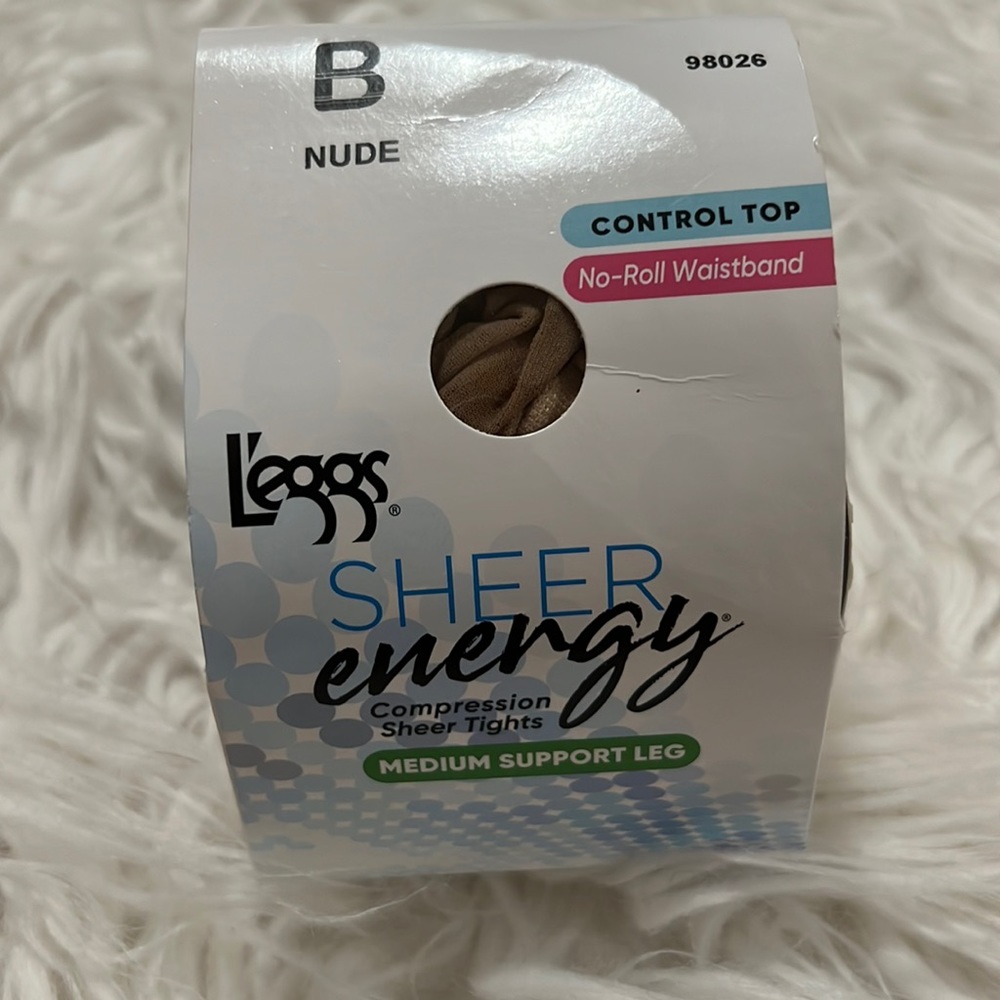 B
98026
NUDE
CONTROL TOP
No-Roll Waistband
L'eggs®
SHEER
energy®
Compression
Sheer Tights
MEDIUM SUPPORT LEG